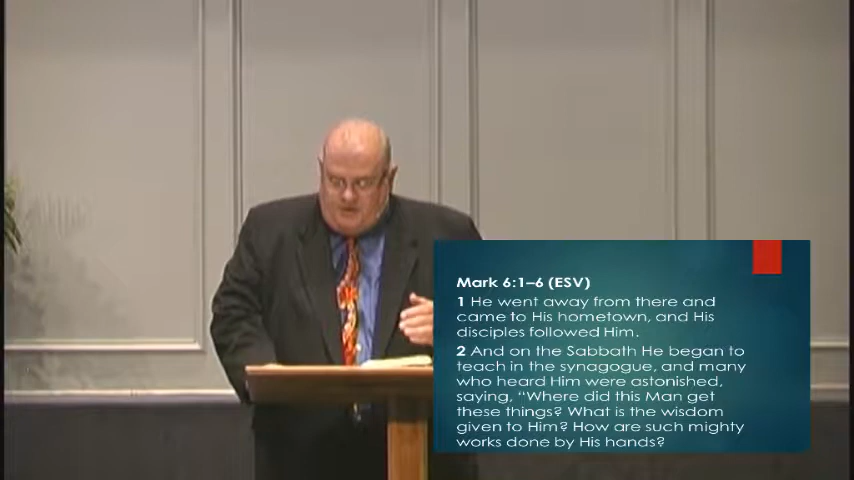 Mark 6:1–6 (ESV)
1 He went away from there and
came to His hometown, and His
disciples followed Him.
2 And on the Sabbath He began to
teach in the synagogue, and many
who heard Him were astonished,
saying, “Where did this Man get
these things? What is the wisdom
given to Him? How are such mighty
works done by His hands?